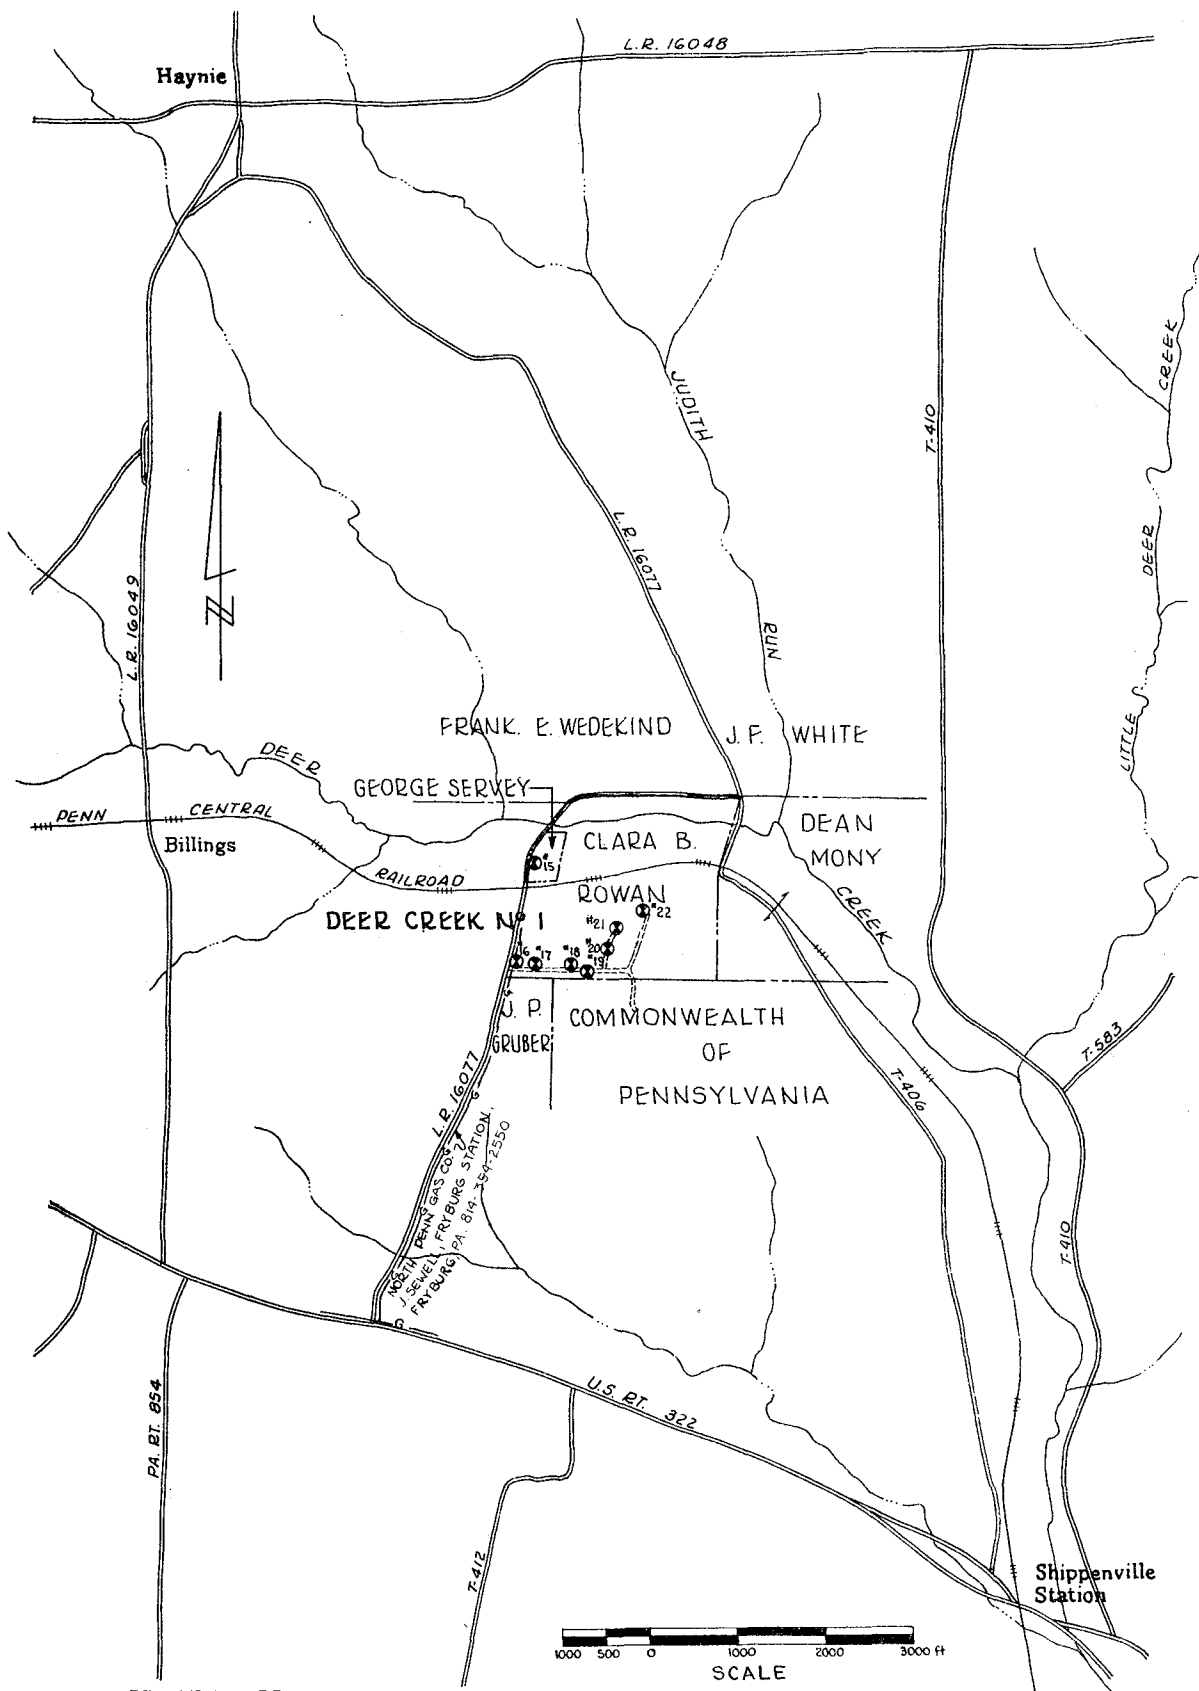 L.R. 16048
Haynie
JUDITH
RUN
CREEK
DEER
LITTLE
T-410
L.R. 16077
L.R. 16049
N
FRANK. E. WEDEKIND
J.F. WHITE
DEER
GEORGE SERVEY
PENN CENTRAL
RAILROAD
Billings
CLARA B.
ROWAN
DEAN
MONY
CREEK
#15
DEER CREEK Nº 1
#22
#21
#20
#19
#18
#17
6
J. P.
GRUBER
COMMONWEALTH
OF
PENNSYLVANIA
T-583
T-406
L.R. 16077
G
G
G
G
G
G
NORTH PENN GAS CO.
J. SEWELL, FRYBURG STATION,
FRYBURG, PA. 814-354-2550
T-410
U.S. RT. 322
PA. RT. 854
T-412
Shippenville
Station
1000 500 0 1000 2000 3000 ft
SCALE